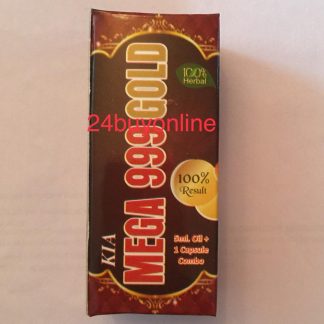 100%
Herbal
24buyonline
KIA
MEGA 999 GOLD
100%
Result
5ml. Oil +
1 Capsule
Combo